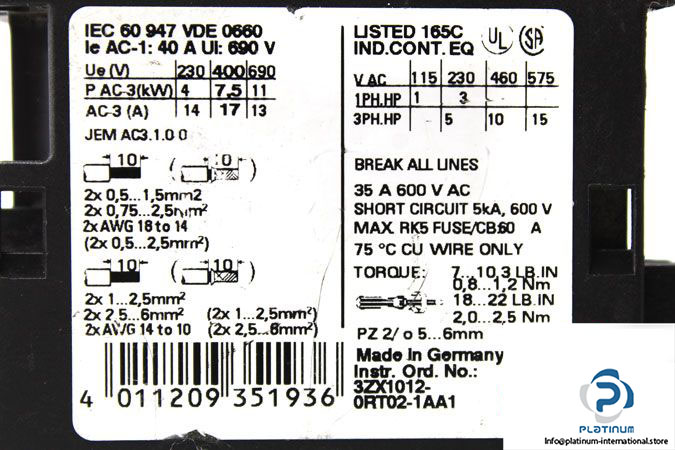 IEC 60 947 VDE 0660
Ie AC-1: 40 A UI: 690 V
Ue (V) 230 400 690
P AC-3(kW) 4 7,5 11
AC-3 (A) 14 17 13
JEM AC3.1.0 0
10 ( 10 )
2x 0,5...1,5mm2
2x 0,75...2,5mm²
2x AWG 18 to 14
(2x 0,5...2,5mm²)
10 ( 10 )
2x 1...2,5mm²
2x 2,5...6mm² (2x 1...2,5mm²)
2x AWG 14 to 10 (2x 2,5...6mm²)
4 011209 351936
LISTED 165C
IND.CONT. EQ UL SA
V AC 115 230 460 575
1PH.HP 1 3
3PH.HP 5 10 15
BREAK ALL LINES
35 A 600 V AC
SHORT CIRCUIT 5kA, 600 V
MAX. RK5 FUSE/CB:60 A
75 °C CU WIRE ONLY
TORQUE: 7...10,3 LB.IN
0,8...1,2 Nm
18...22 LB.IN
2,0...2,5 Nm
PZ 2/ o 5...6mm
Made in Germany
Instr. Ord. No.:
3ZX1012-
0RT02-1AA1
PLATINUM
info@platinum-international.store